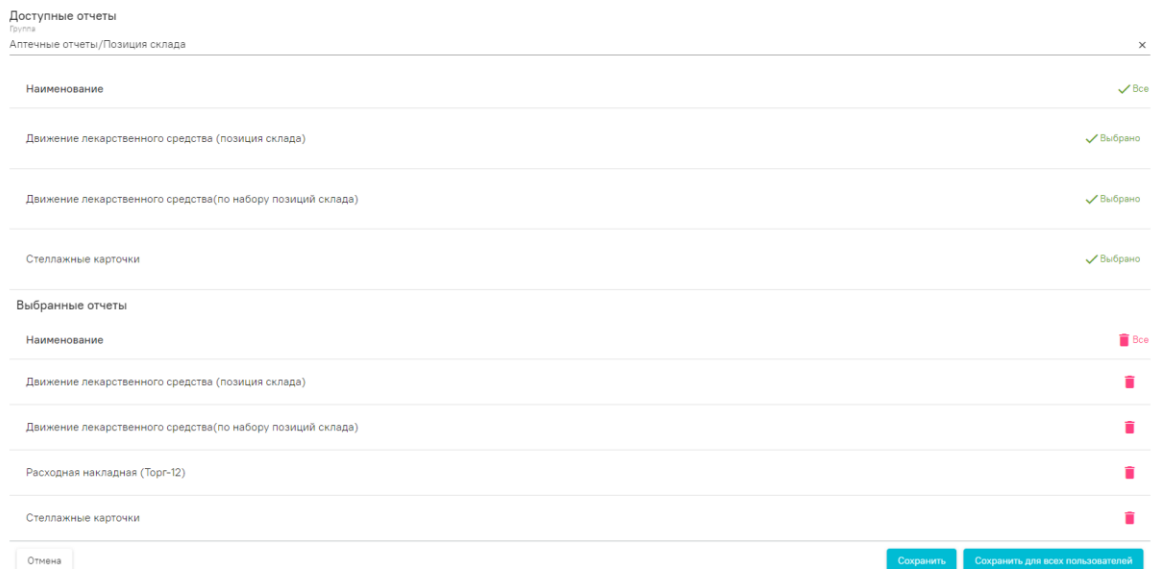 Доступные отчеты
Группа
Аптечные отчеты/Позиция склада
Наименование Все
Движение лекарственного средства (позиция склада) Выбрано
Движение лекарственного средства(по набору позиций склада) Выбрано
Стеллажные карточки Выбрано
Выбранные отчеты
Наименование Все
Движение лекарственного средства (позиция склада)
Движение лекарственного средства(по набору позиций склада)
Расходная накладная (Торг-12)
Стеллажные карточки
Отмена Сохранить Сохранить для всех пользователей